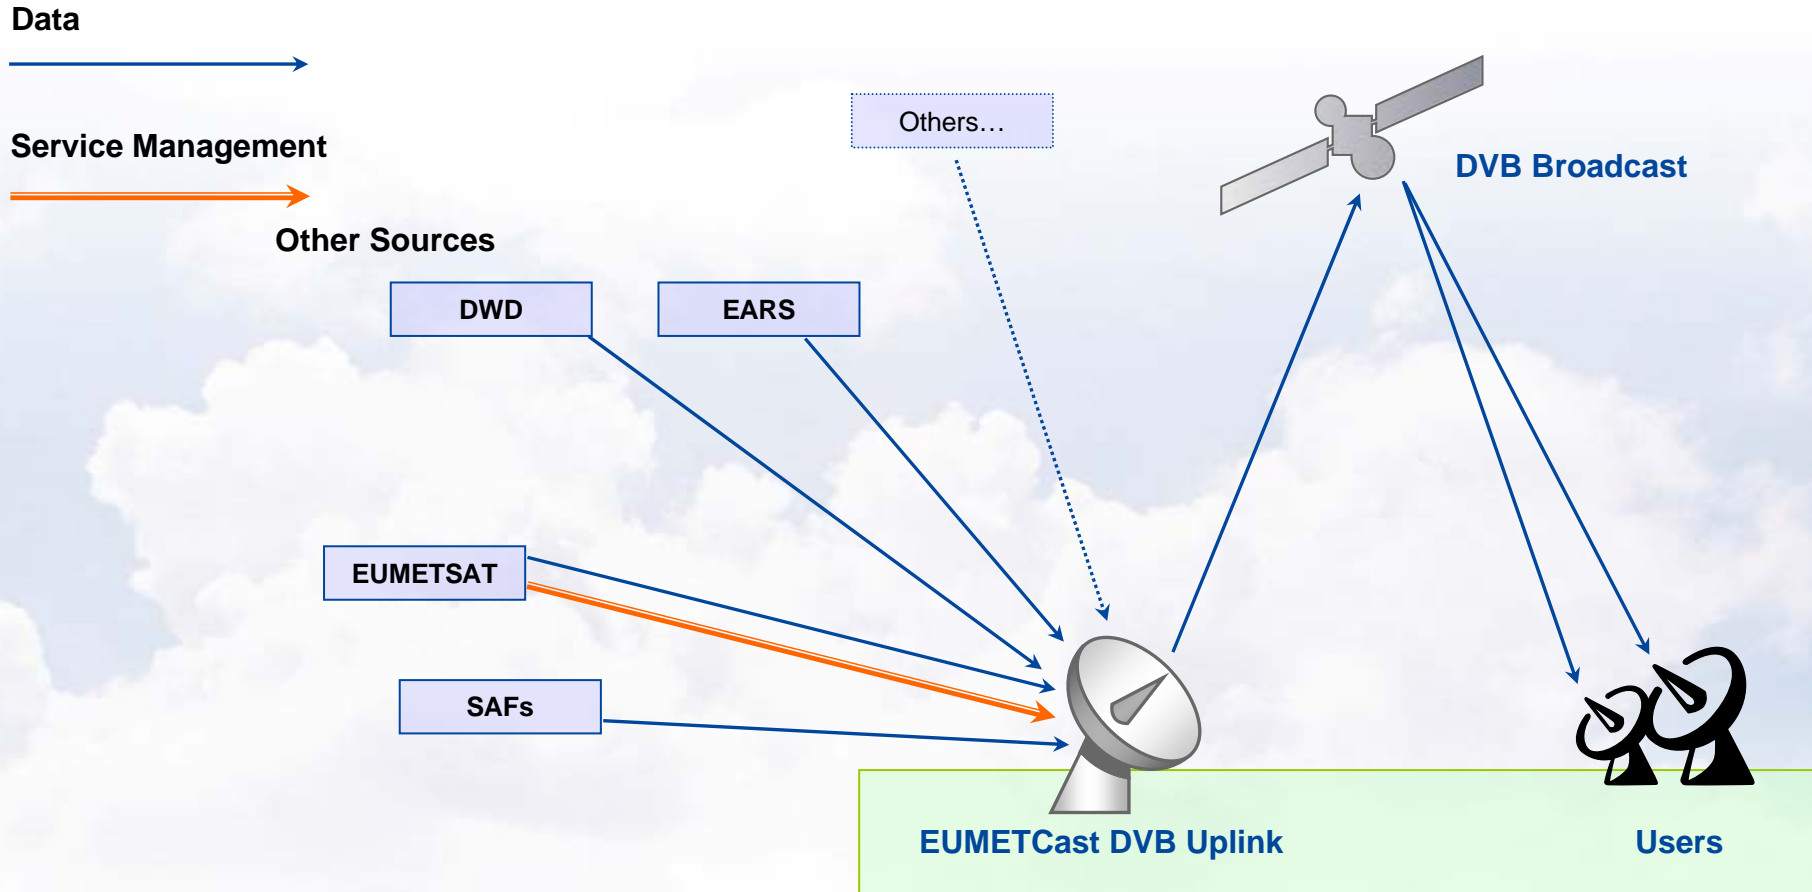 Data
Service Management
Others…
DVB Broadcast
Other Sources
DWD
EARS
EUMETSAT
SAFs
EUMETCast DVB Uplink
Users